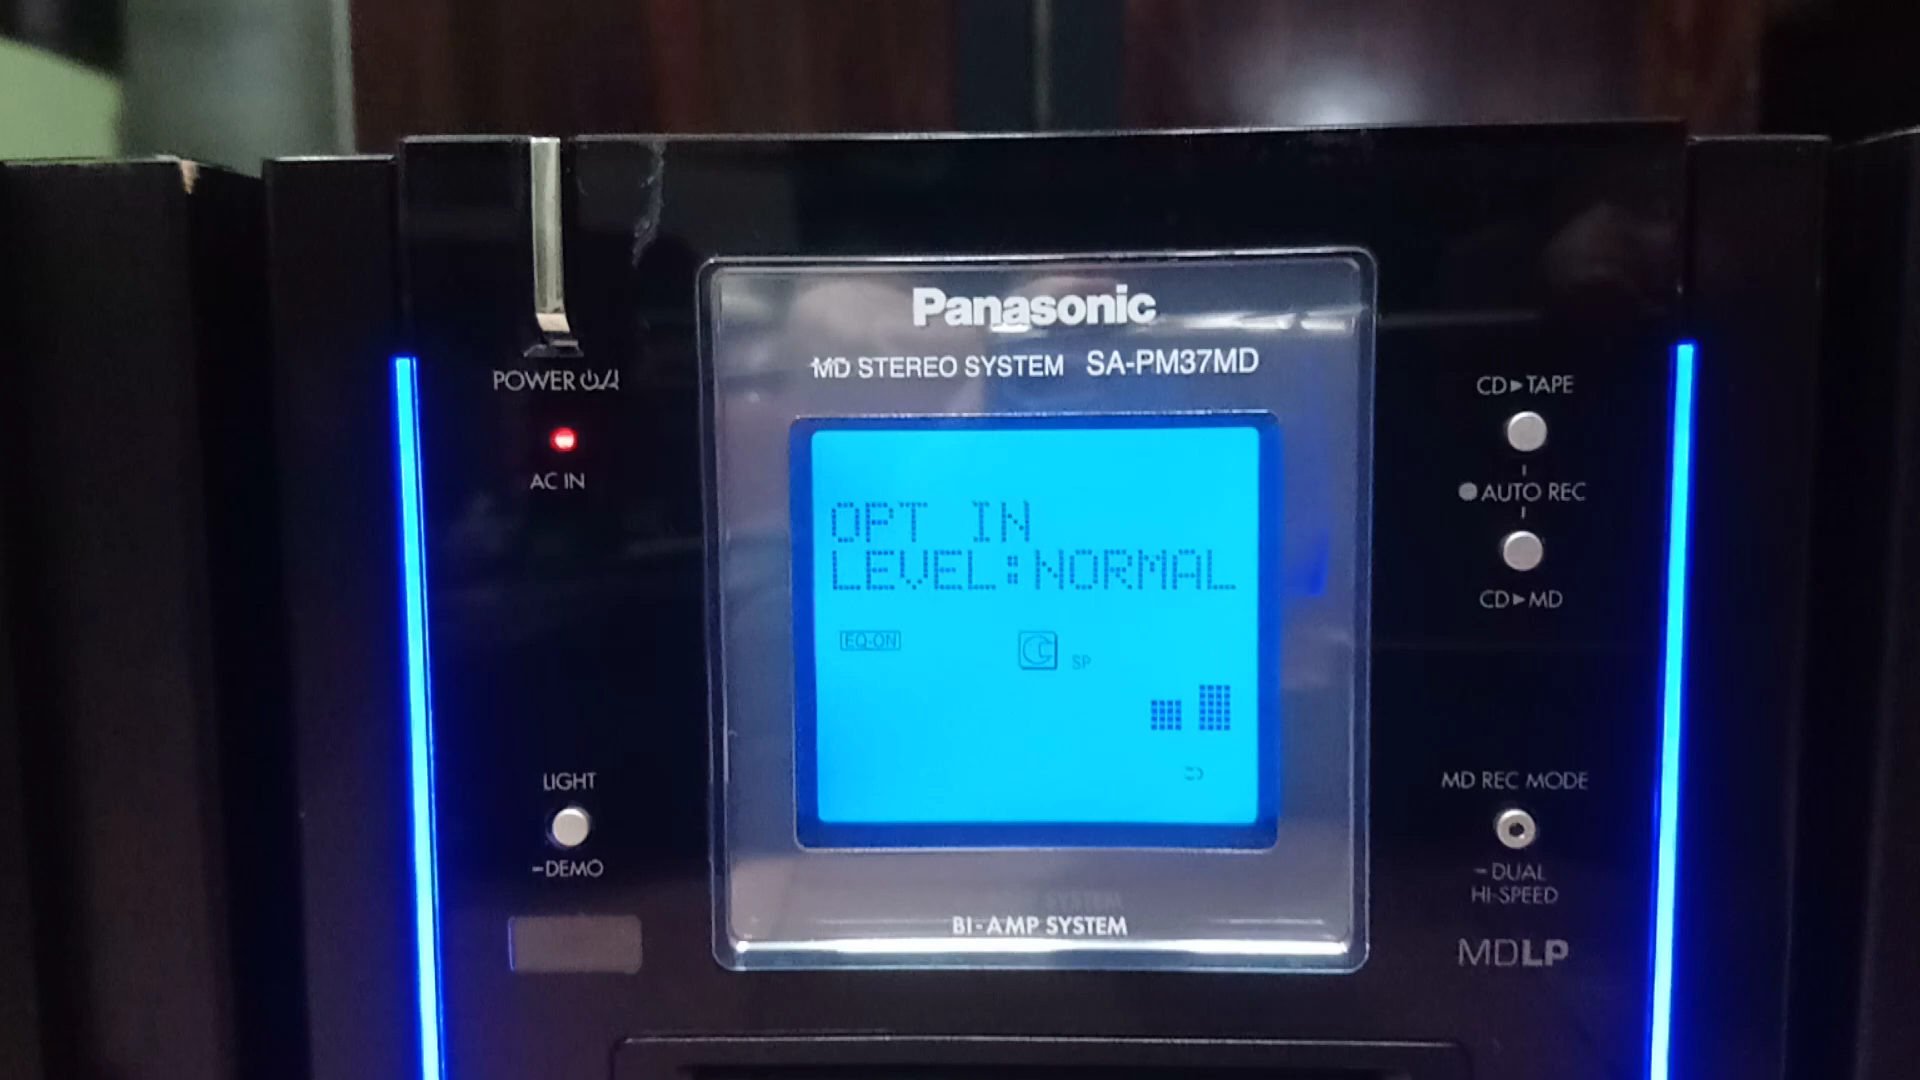 Panasonic
MD STEREO SYSTEM SA-PM37MD
POWER ⏻/I
AC IN
CD▶TAPE
●AUTO REC
CD▶MD
OPT IN
LEVEL:NORMAL
EQ-ON
SP
LIGHT
–DEMO
MD REC MODE
–DUAL
HI-SPEED
BI-AMP SYSTEM
MDLP